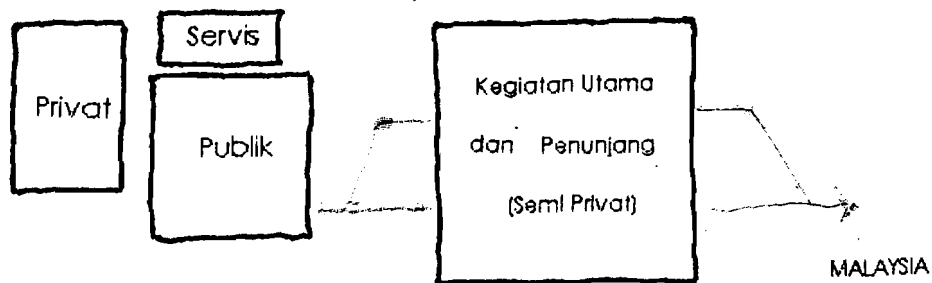 Servis
Privat
Publik
Kegiatan Utama
dan Penunjang
(Semi Privat)
MALAYSIA